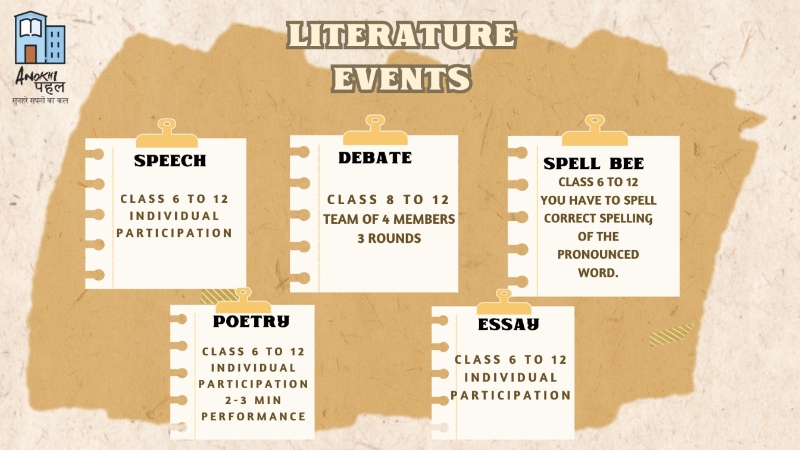 LITERATURE
EVENTS
ANOKHI
पहल
सुनहरे सपनों का कल
SPEECH
CLASS 6 TO 12
INDIVIDUAL
PARTICIPATION
DEBATE
CLASS 8 TO 12
TEAM OF 4 MEMBERS
3 ROUNDS
SPELL BEE
CLASS 6 TO 12
YOU HAVE TO SPELL
CORRECT SPELLING
OF THE
PRONOUNCED
WORD.
POETRY
CLASS 6 TO 12
INDIVIDUAL
PARTICIPATION
2-3 MIN
PERFORMANCE
ESSAY
CLASS 6 TO 12
INDIVIDUAL
PARTICIPATION